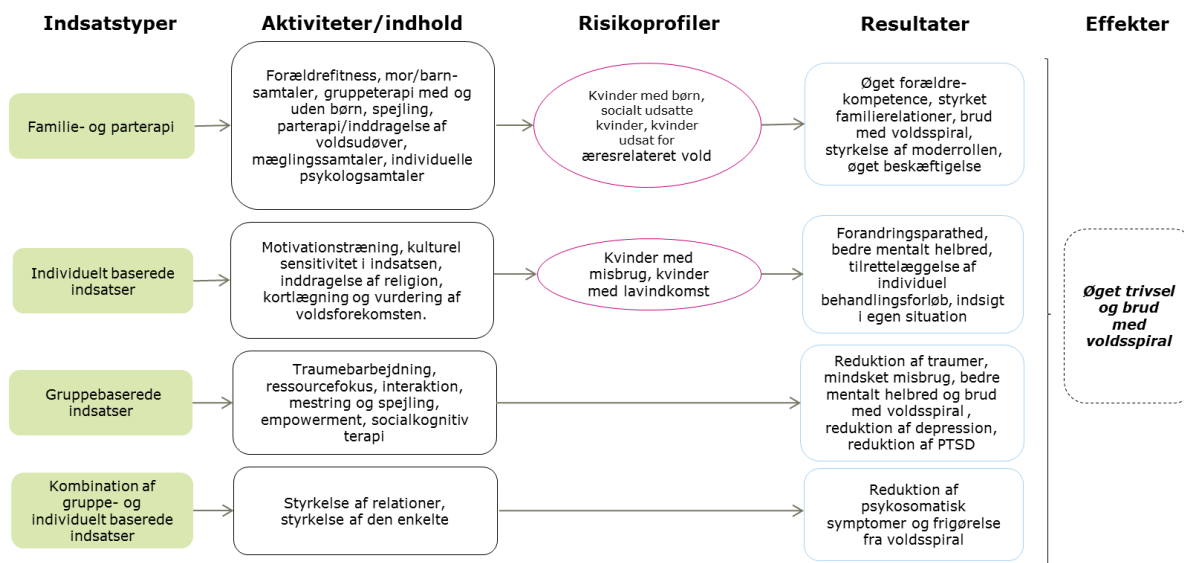 Indsatstyper
Aktiviteter/indhold
Risikoprofiler
Resultater
Effekter
Familie- og parterapi
Forældrefitness, mor/barn-
samtaler, gruppeterapi med og
uden børn, spejling,
parterapi/inddragelse af
voldsudøver,
mæglingssamtaler, individuelle
psykologsamtaler
Kvinder med børn,
socialt udsatte
kvinder, kvinder
udsat for
æresrelateret vold
Øget forældre-
kompetence, styrket
familierelationer, brud
med voldsspiral,
styrkelse af moderrollen,
øget beskæftigelse
Individuelt baserede
indsatser
Motivationstræning, kulturel
sensitivitet i indsatsen,
inddragelse af religion,
kortlægning og vurdering af
voldsforekomsten.
Kvinder med
misbrug, kvinder
med lavindkomst
Forandringsparathed,
bedre mentalt helbred,
tilrettelæggelse af
individuel
behandlingsforløb, indsigt
i egen situation
Gruppebaserede
indsatser
Traumebarbejdning,
ressourcefokus, interaktion,
mestring og spejling,
empowerment, socialkognitiv
terapi
Reduktion af traumer,
mindsket misbrug, bedre
mentalt helbred og brud
med voldsspiral ,
reduktion af depression,
reduktion af PTSD
Kombination af
gruppe- og
individuelt baserede
indsatser
Styrkelse af relationer,
styrkelse af den enkelte
Reduktion af
psykosomatisk
symptomer og frigørelse
fra voldsspiral
Øget trivsel
og brud
med
voldsspiral